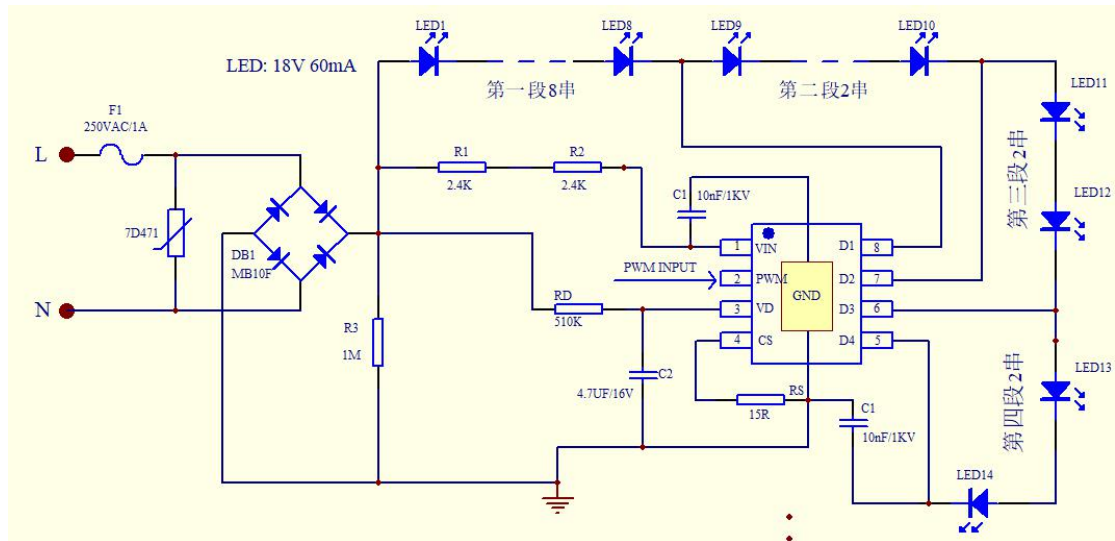 LED1
LED8
LED9
LED10
LED: 18V 60mA
第一段8串
第二段2串
LED11
F1
250VAC/1A
L
R1
2.4K
R2
2.4K
C1
10nF/1KV
第三段2串
LED12
7D471
DB1
MB10F
1
VIN
D1
8
PWM INPUT
2
PWM
GND
D2
7
RD
510K
3
VD
D3
6
N
R3
1M
4
CS
D4
5
C2
4.7UF/16V
RS
15R
C1
10nF/1KV
LED13
第四段2串
LED14